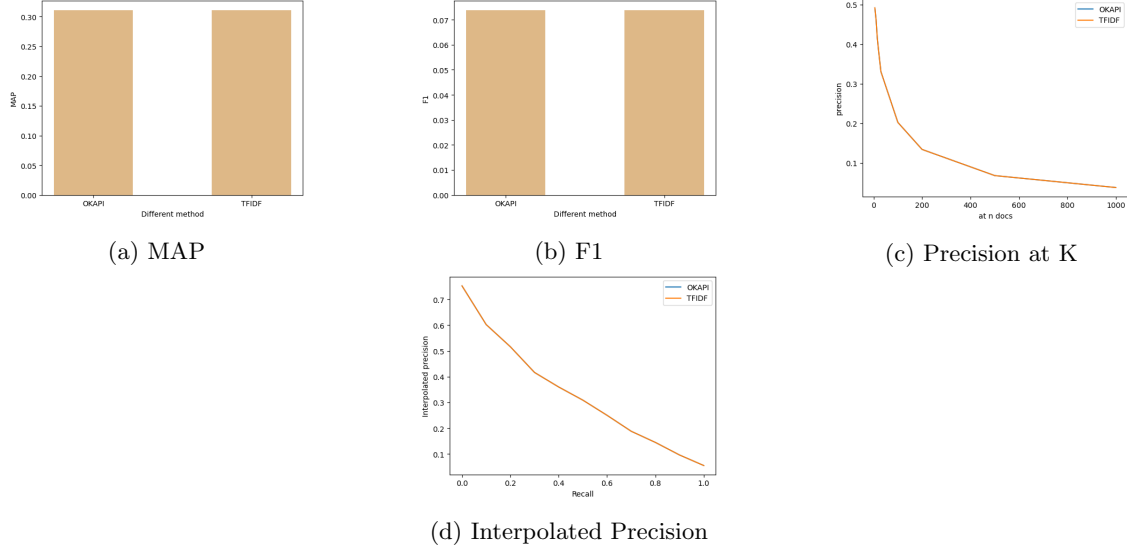 0.30
0.25
0.20
0.15
0.10
0.05
0.00
MAP
OKAPI TFIDF
Different method
(a) MAP
0.07
0.06
0.05
0.04
0.03
0.02
0.01
0.00
F1
OKAPI TFIDF
Different method
(b) F1
0.5
0.4
0.3
0.2
0.1
precision
OKAPI
TFIDF
0 200 400 600 800 1000
at n docs
(c) Precision at K
0.7
0.6
0.5
0.4
0.3
0.2
0.1
Interpolated precision
OKAPI
TFIDF
0.0 0.2 0.4 0.6 0.8 1.0
Recall
(d) Interpolated Precision